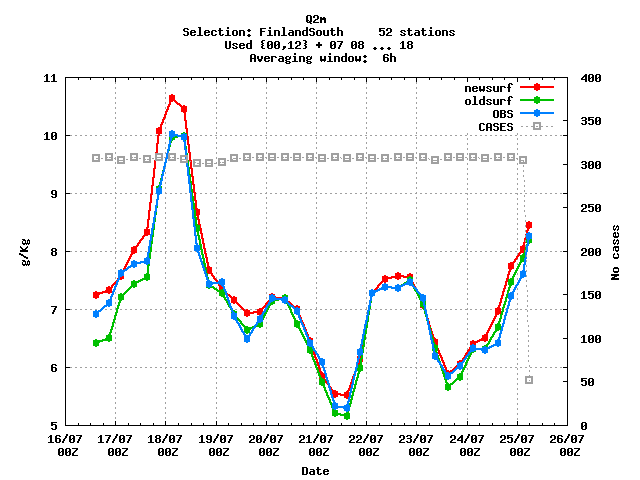 Q2m
Selection: FinlandSouth     52 stations
Used {00,12} + 07 08 ... 18
Averaging window:  6h
11
10
9
8
7
6
5
g/Kg
400
350
300
250
200
150
100
50
0
No cases
newsurf
oldsurf
OBS
CASES
16/07 17/07 18/07 19/07 20/07 21/07 22/07 23/07 24/07 25/07 26/07
00Z 00Z 00Z 00Z 00Z 00Z 00Z 00Z 00Z 00Z 00Z
Date